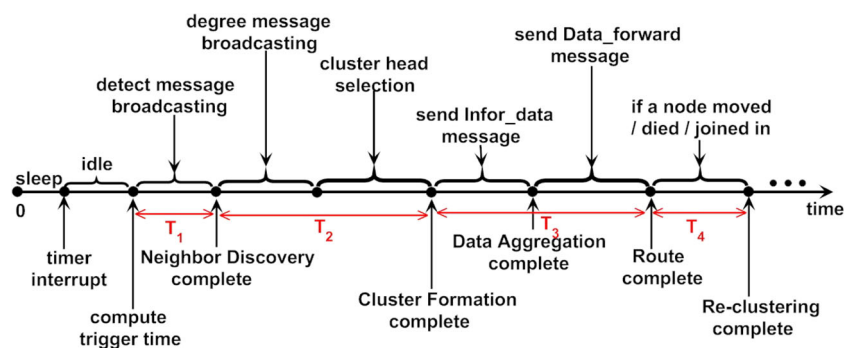 degree message
broadcasting
send Data_forward
message
cluster head
selection
detect message
broadcasting
send Infor_data
message
if a node moved
/ died / joined in
idle
sleep
0
time
T1
T2
T3
T4
timer
interrupt
Neighbor Discovery
complete
Data Aggregation
complete
Route
complete
compute
trigger time
Cluster Formation
complete
Re-clustering
complete